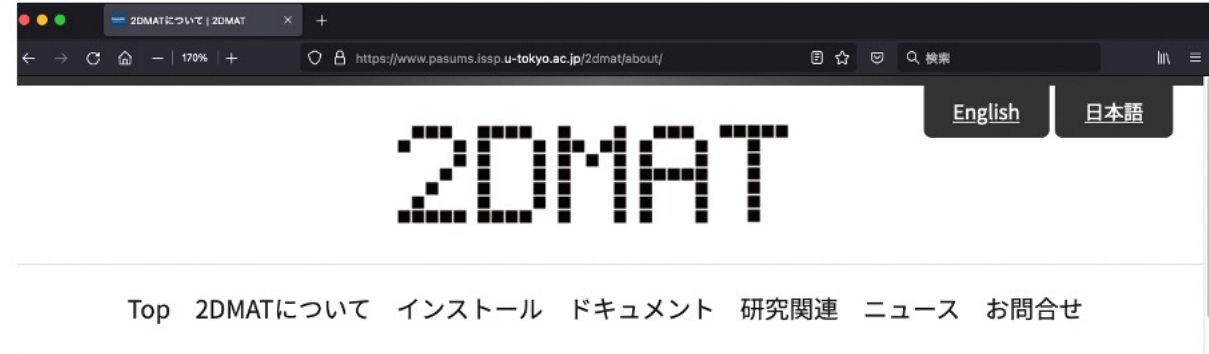 2DMATについて | 2DMAT
170%
https://www.pasums.issp.u-tokyo.ac.jp/2dmat/about/
検索
English 日本語
2DMAT
Top 2DMATについて インストール ドキュメント 研究関連 ニュース お問合せ